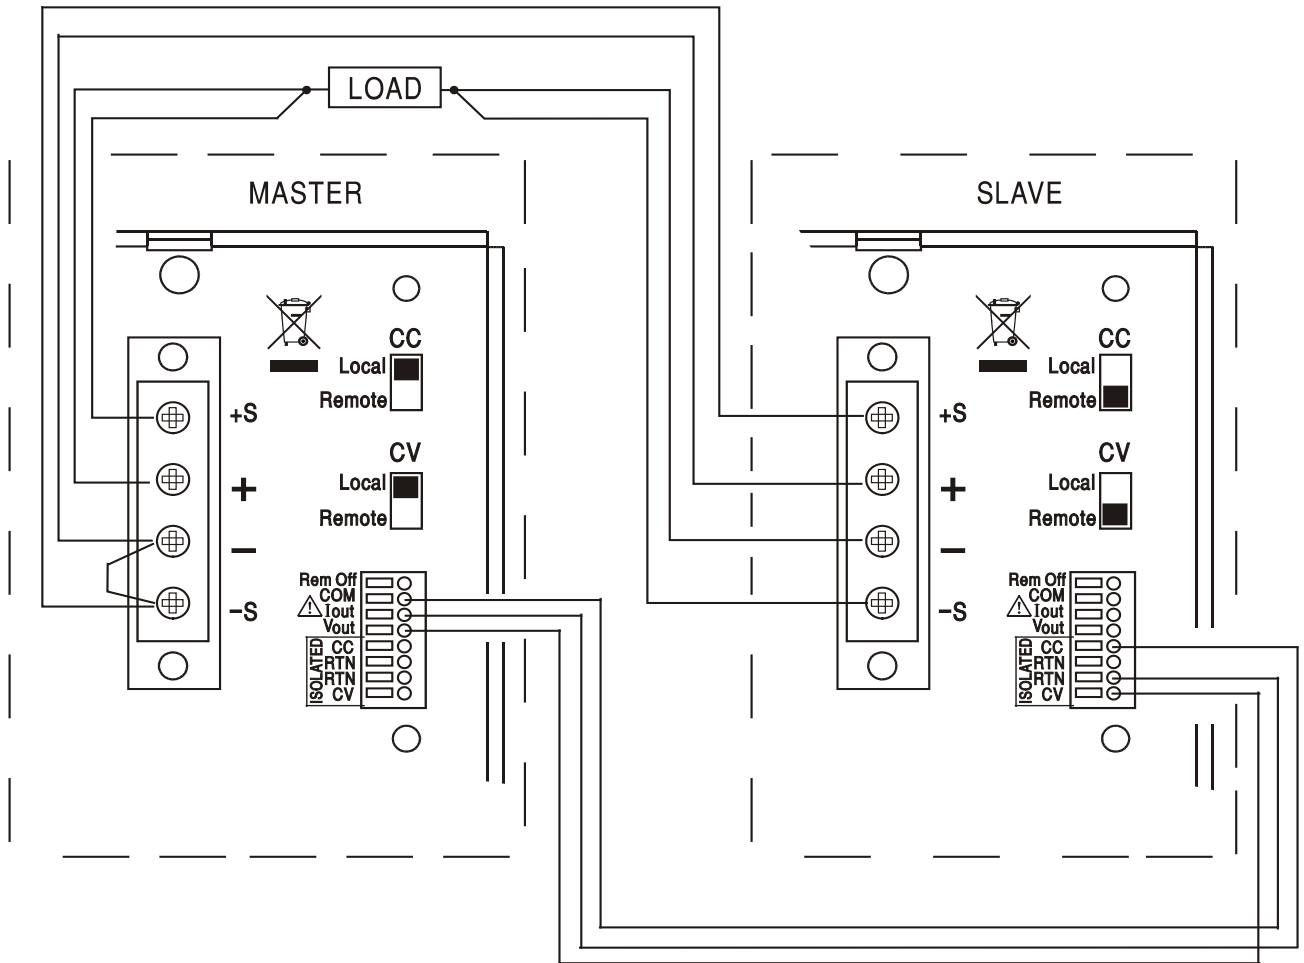 LOAD
MASTER
CC
Local
Remote
+S
CV
Local
+
Remote
−
Rem Off
COM
Iout
−S
Vout
ISOLATED
CC
RTN
RTN
CV
SLAVE
CC
Local
Remote
+S
CV
Local
+
Remote
−
Rem Off
COM
Iout
−S
Vout
ISOLATED
CC
RTN
RTN
CV